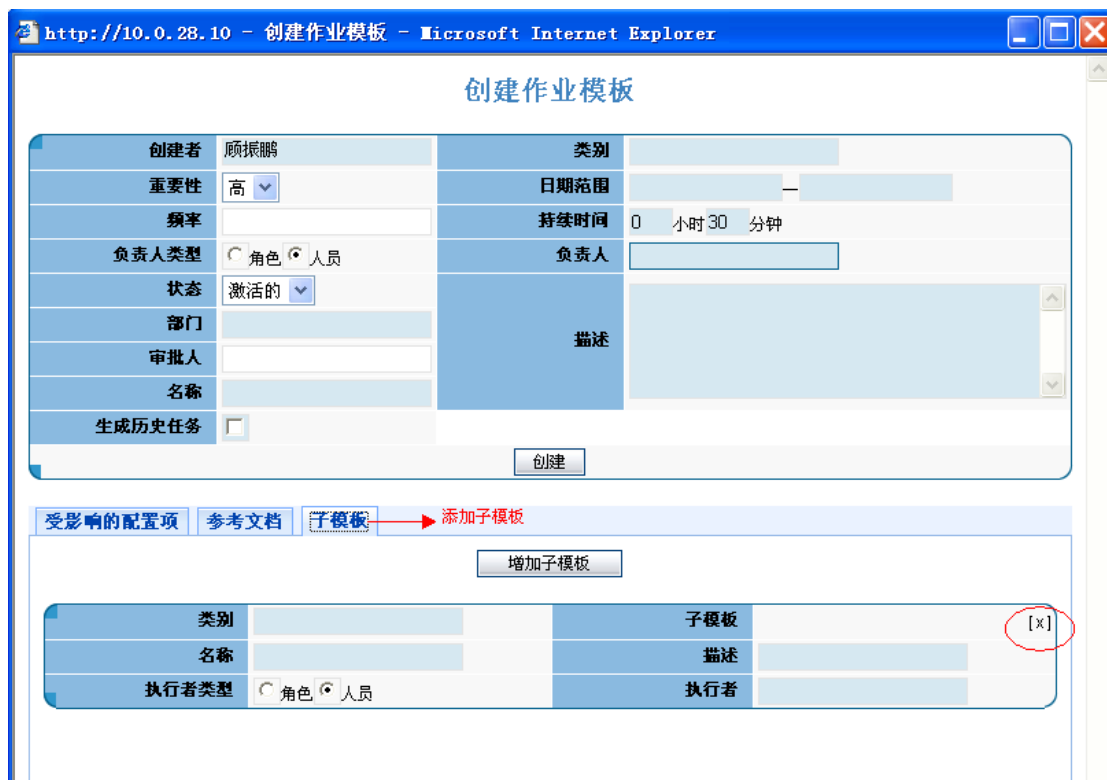 http://10.0.28.10 - 创建作业模板 - Microsoft Internet Explorer
创建作业模板
创建者 顾振鹏 类别
重要性 高 日期范围 —
频率 持续时间 0 小时 30 分钟
负责人类型 角色 人员 负责人
状态 激活的
部门
描述
审批人
名称
生成历史任务
创建
受影响的配置项 参考文档 子模板 添加子模板
增加子模板
类别 子模板 [x]
名称 描述
执行者类型 角色 人员 执行者